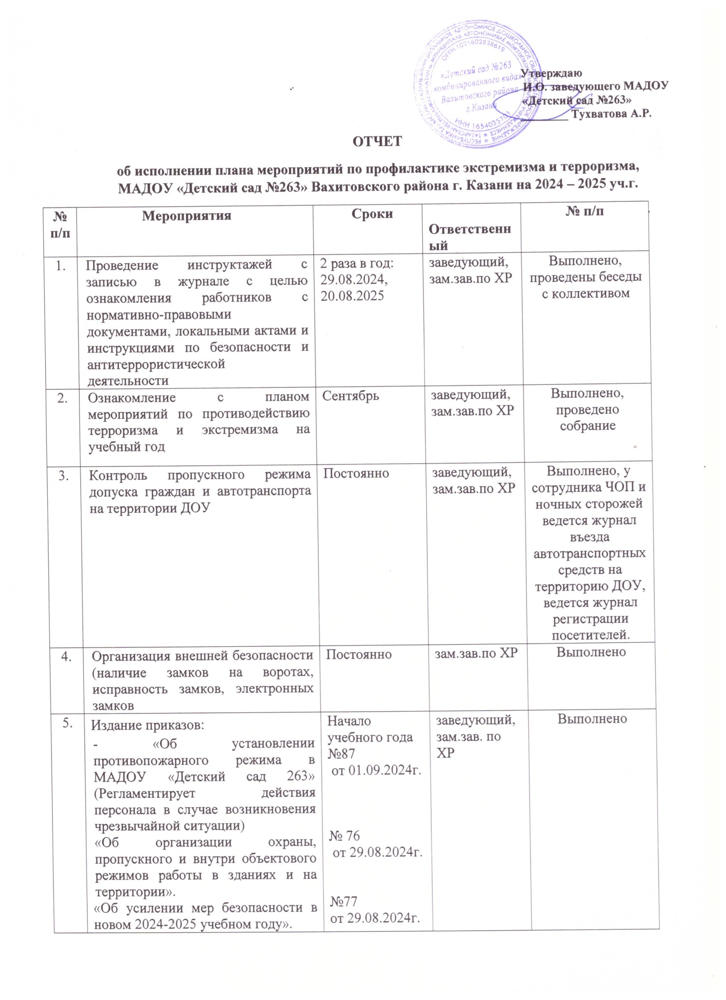 МУНИЦИПАЛЬНОЕ АВТОНОМНОЕ ДОШКОЛЬНОЕ
ОГРН 1021602838619
«Детский сад №263
комбинированного вида»
Вахитовского района
г.Казани
ИНН 1654035701
Утверждаю
И.О. заведующего МАДОУ
«Детский сад №263»
________ Тухватова А.Р.
ОТЧЕТ
об исполнении плана мероприятий по профилактике экстремизма и терроризма,
МАДОУ «Детский сад №263» Вахитовского района г. Казани на 2024 – 2025 уч.г.
№
п/п
Мероприятия
Сроки
Ответственн
ый
№ п/п
1.
Проведение инструктажей с
записью в журнале с целью
ознакомления работников с
нормативно-правовыми
документами, локальными актами и
инструкциями по безопасности и
антитеррористической
деятельности
2 раза в год:
29.08.2024,
20.08.2025
заведующий,
зам.зав.по ХР
Выполнено,
проведены беседы
с коллективом
2.
Ознакомление с планом
мероприятий по противодействию
терроризма и экстремизма на
учебный год
Сентябрь
заведующий,
зам.зав.по ХР
Выполнено,
проведено
собрание
3.
Контроль пропускного режима
допуска граждан и автотранспорта
на территории ДОУ
Постоянно
заведующий,
зам.зав.по ХР
Выполнено, у
сотрудника ЧОП и
ночных сторожей
ведется журнал
въезда
автотранспортных
средств на
территорию ДОУ,
ведется журнал
регистрации
посетителей.
4.
Организация внешней безопасности
(наличие замков на воротах,
исправность замков, электронных
замков
Постоянно
зам.зав.по ХР
Выполнено
5.
Издание приказов:
- «Об установлении
противопожарного режима в
МАДОУ «Детский сад 263»
(Регламентирует действия
персонала в случае возникновения
чрезвычайной ситуации)
«Об организации охраны,
пропускного и внутри объектового
режимов работы в зданиях и на
территории».
«Об усилении мер безопасности в
новом 2024-2025 учебном году».
Начало
учебного года
№87
от 01.09.2024г.
№ 76
от 29.08.2024г.
№77
от 29.08.2024г.
заведующий,
зам.зав. по
ХР
Выполнено